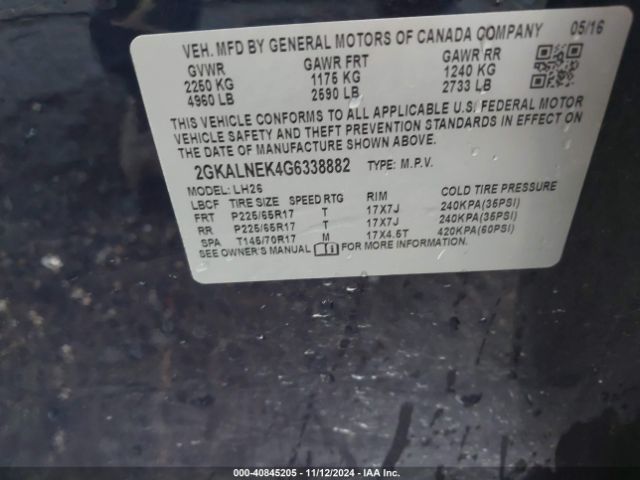 VEH. MFD BY GENERAL MOTORS OF CANADA COMPANY 05/16
GVWR GAWR FRT GAWR RR
2250 KG 1175 KG 1240 KG
4960 LB 2590 LB 2733 LB
THIS VEHICLE CONFORMS TO ALL APPLICABLE U.S. FEDERAL MOTOR
VEHICLE SAFETY AND THEFT PREVENTION STANDARDS IN EFFECT ON
THE DATE OF MANUFACTURE SHOWN ABOVE.
2GKALNEK4G6338882 TYPE: M.P.V.
MODEL: LH26
LBCF TIRE SIZE SPEED RTG RIM COLD TIRE PRESSURE
FRT P225/65R17 T 17X7J 240KPA(35PSI)
RR P225/65R17 T 17X7J 240KPA(35PSI)
SPA T145/70R17 M 17X4.5T 420KPA(60PSI)
SEE OWNER'S MANUAL FOR MORE INFORMATION.
000-40845205 - 11/12/2024 - IAA Inc.